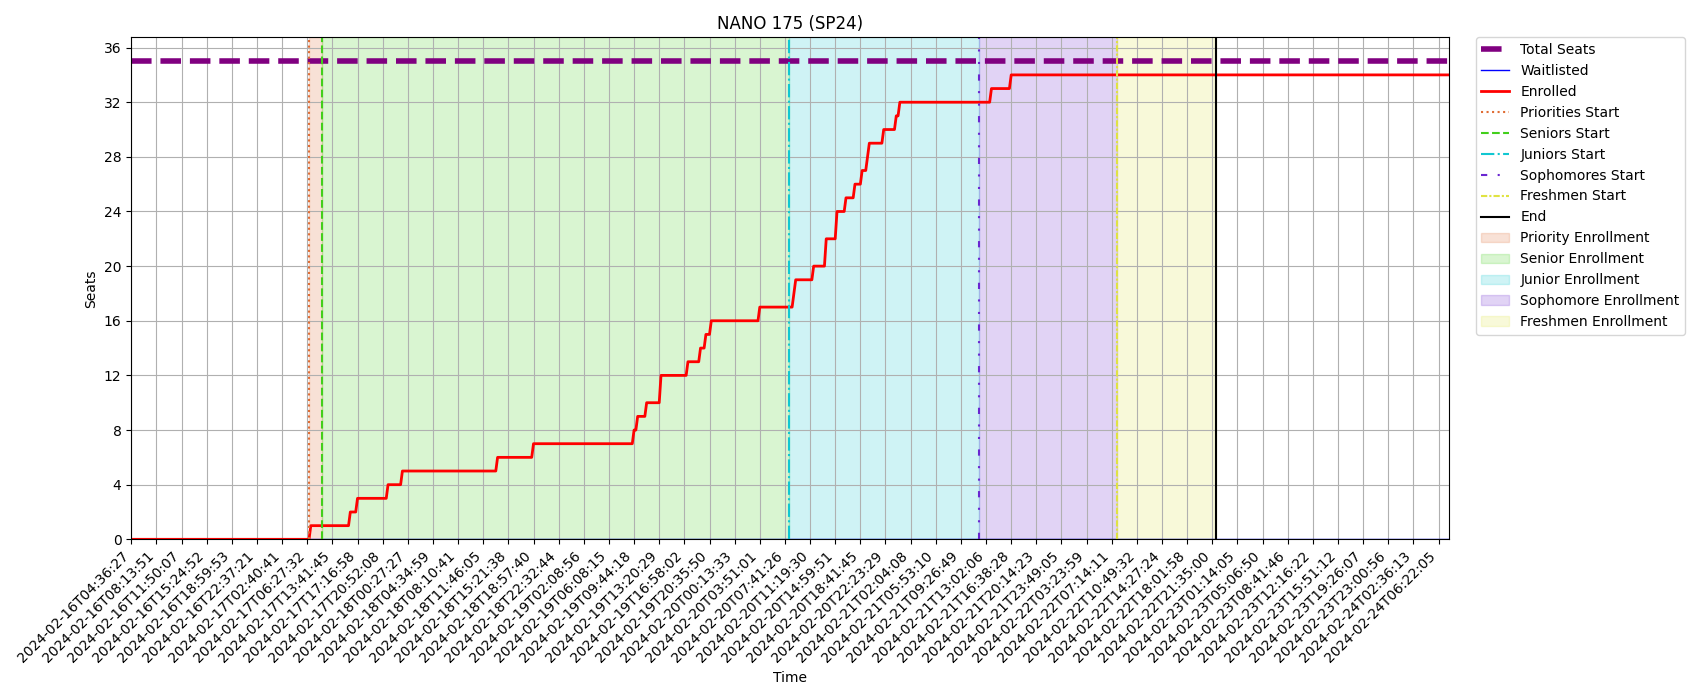 NANO 175 (SP24)
Seats
36
32
28
24
20
16
12
8
4
0
2024-02-16T04:36:27
2024-02-16T08:13:51
2024-02-16T11:50:07
2024-02-16T15:24:52
2024-02-16T18:59:53
2024-02-16T22:37:21
2024-02-17T02:40:41
2024-02-17T06:27:32
2024-02-17T13:41:45
2024-02-17T17:16:58
2024-02-17T20:52:08
2024-02-18T00:27:27
2024-02-18T04:34:59
2024-02-18T08:10:41
2024-02-18T11:46:05
2024-02-18T15:21:38
2024-02-18T18:57:40
2024-02-18T22:32:44
2024-02-19T02:08:56
2024-02-19T06:08:15
2024-02-19T09:44:18
2024-02-19T13:20:29
2024-02-19T16:58:02
2024-02-19T20:35:50
2024-02-20T00:13:33
2024-02-20T03:51:01
2024-02-20T07:41:26
2024-02-20T11:19:30
2024-02-20T14:59:51
2024-02-20T18:41:45
2024-02-20T22:23:29
2024-02-21T02:04:08
2024-02-21T05:53:10
2024-02-21T09:26:49
2024-02-21T13:02:06
2024-02-21T16:38:28
2024-02-21T20:14:23
2024-02-21T23:49:05
2024-02-22T03:23:59
2024-02-22T07:14:11
2024-02-22T10:49:32
2024-02-22T14:27:24
2024-02-22T18:01:58
2024-02-22T21:35:00
2024-02-23T01:14:05
2024-02-23T05:06:50
2024-02-23T08:41:46
2024-02-23T12:16:22
2024-02-23T15:51:12
2024-02-23T19:26:07
2024-02-23T23:00:56
2024-02-24T02:36:13
2024-02-24T06:22:05
Time
Total Seats
Waitlisted
Enrolled
Priorities Start
Seniors Start
Juniors Start
Sophomores Start
Freshmen Start
End
Priority Enrollment
Senior Enrollment
Junior Enrollment
Sophomore Enrollment
Freshmen Enrollment